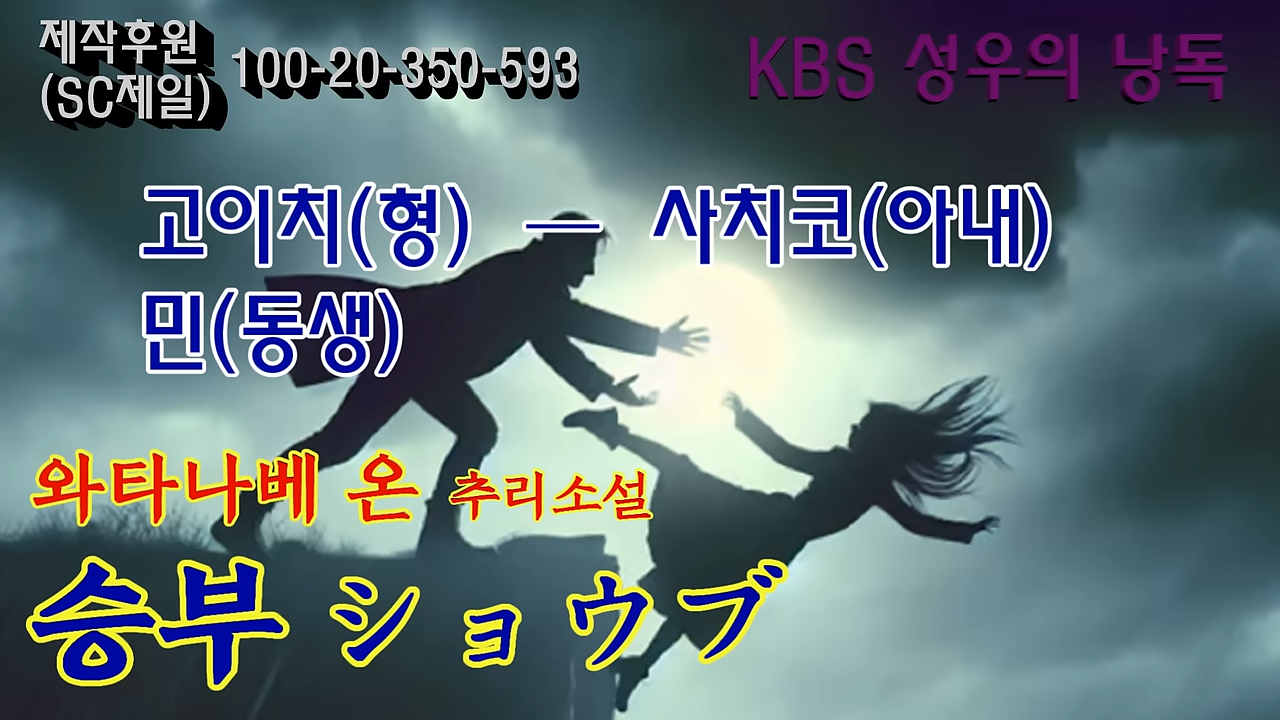 제작후원
(SC제일)
100-20-350-593
KBS 성우의 낭독
고이치(형) — 사치코(아내)
민(동생)
와타나베 온 추리소설
승부 ショウブ